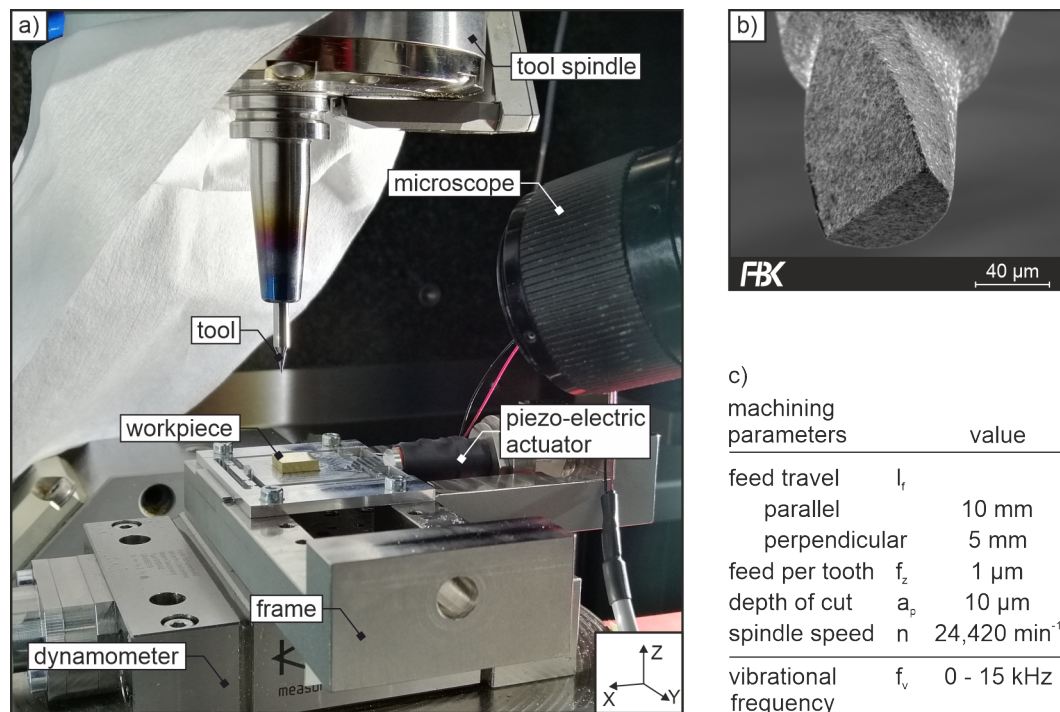 a)
tool spindle
microscope
tool
workpiece
piezo-electric
actuator
frame
dynamometer
measur
Z
X
Y
b)
FBK
40 µm
c)
machining
parameters value
feed travel l_f
parallel 10 mm
perpendicular 5 mm
feed per tooth f_z 1 µm
depth of cut a_p 10 µm
spindle speed n 24,420 min⁻¹
vibrational f_v 0 - 15 kHz
frequency